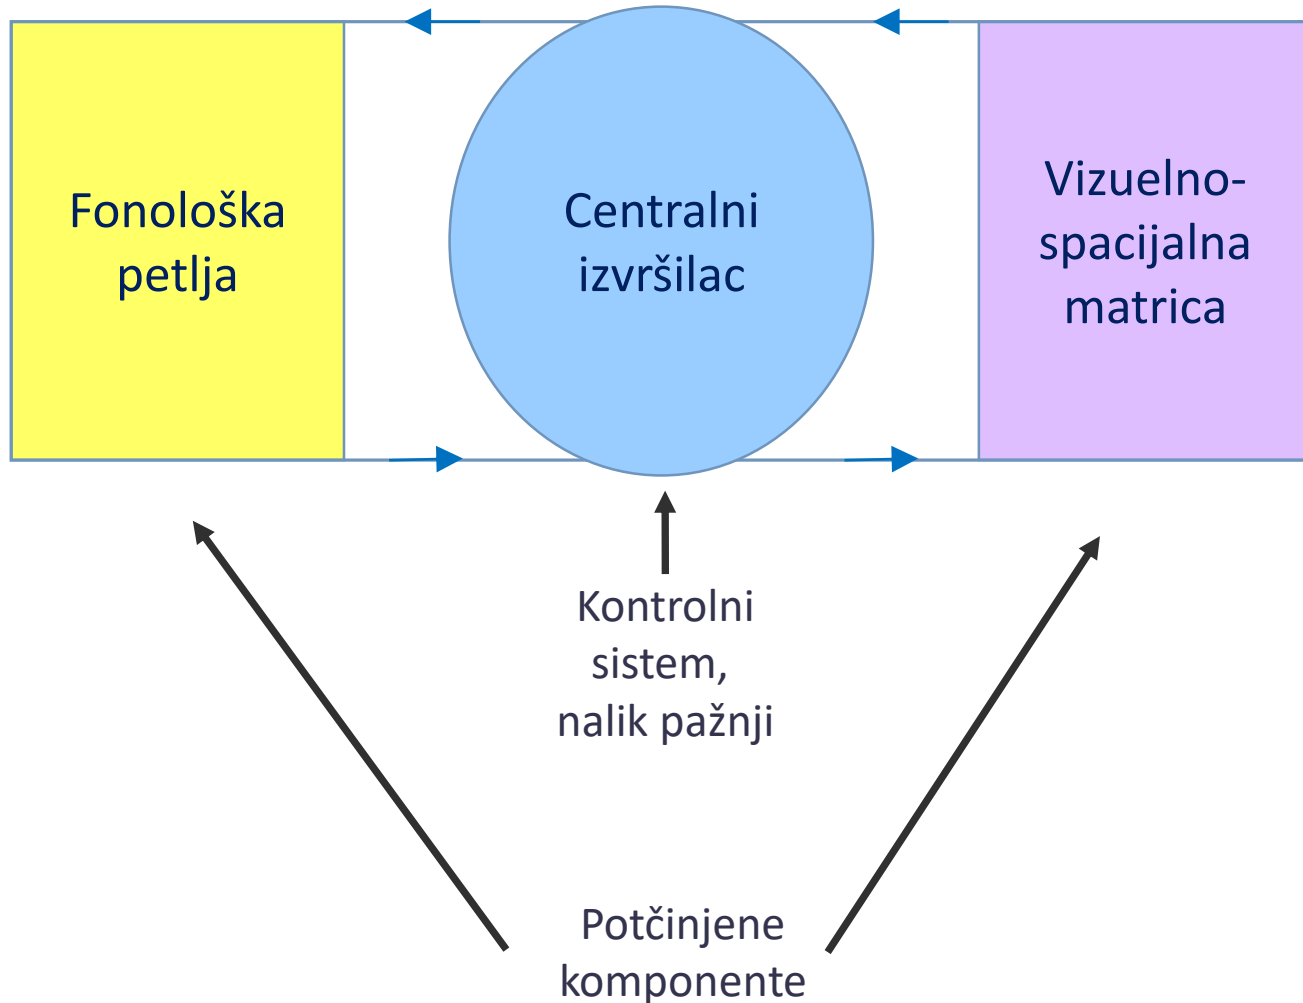 Fonološka
petlja
Centralni
izvršilac
Vizuelno-
spacijalna
matrica
Kontrolni
sistem,
nalik pažnji
Potčinjene
komponente